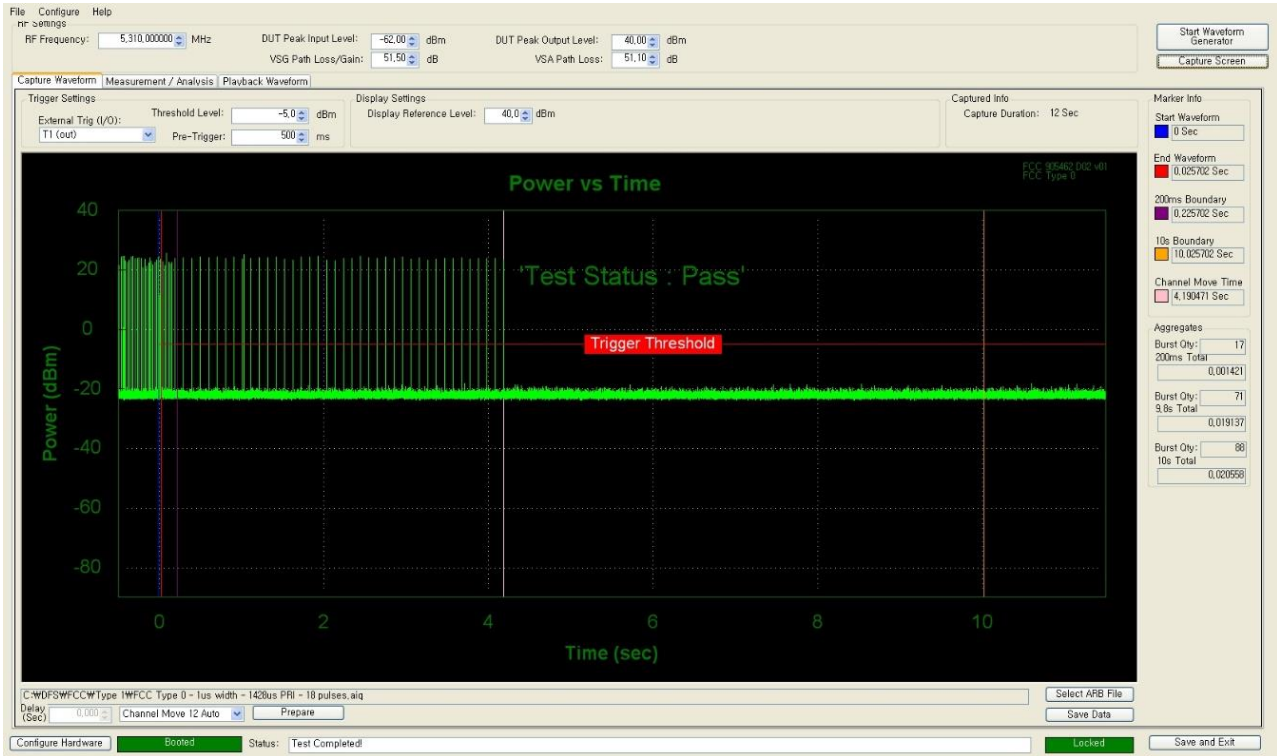 File Configure Help
RF Settings
RF Frequency: 5,310,000000 MHz
DUT Peak Input Level: -62,00 dBm
DUT Peak Output Level: 40,00 dBm
VSG Path Loss/Gain: 51,50 dB
VSA Path Loss: 51,10 dB
Start Waveform Generator
Capture Screen
Capture Waveform Measurement / Analysis Playback Waveform
Trigger Settings
External Trig (I/O):
T1 (out)
Threshold Level: -5,0 dBm
Pre-Trigger: 500 ms
Display Settings
Display Reference Level: 40,0 dBm
Captured Info
Capture Duration: 12 Sec
Marker Info
Start Waveform
0 Sec
End Waveform
0,025702 Sec
200ms Boundary
0,225702 Sec
10s Boundary
10,025702 Sec
Channel Move Time
4,190471 Sec
Aggregates
Burst Qty: 17
200ms Total
0,001421
Burst Qty: 71
9,8s Total
0,019137
Burst Qty: 88
10s Total
0,020558
FCC 905462 D02 v01
FCC Type 0
Power vs Time
'Test Status : Pass'
Trigger Threshold
Power (dBm)
40
20
0
-20
-40
-60
-80
0 2 4 6 8 10
Time (sec)
C:₩DFS₩FCC₩Type 1₩FCC Type 0 - 1us width - 1428us PRI - 18 pulses.aiq
Select ARB File
Delay (Sec) 0,000
Channel Move 12 Auto
Prepare
Save Data
Configure Hardware
Booted
Status: Test Completed!
Locked
Save and Exit